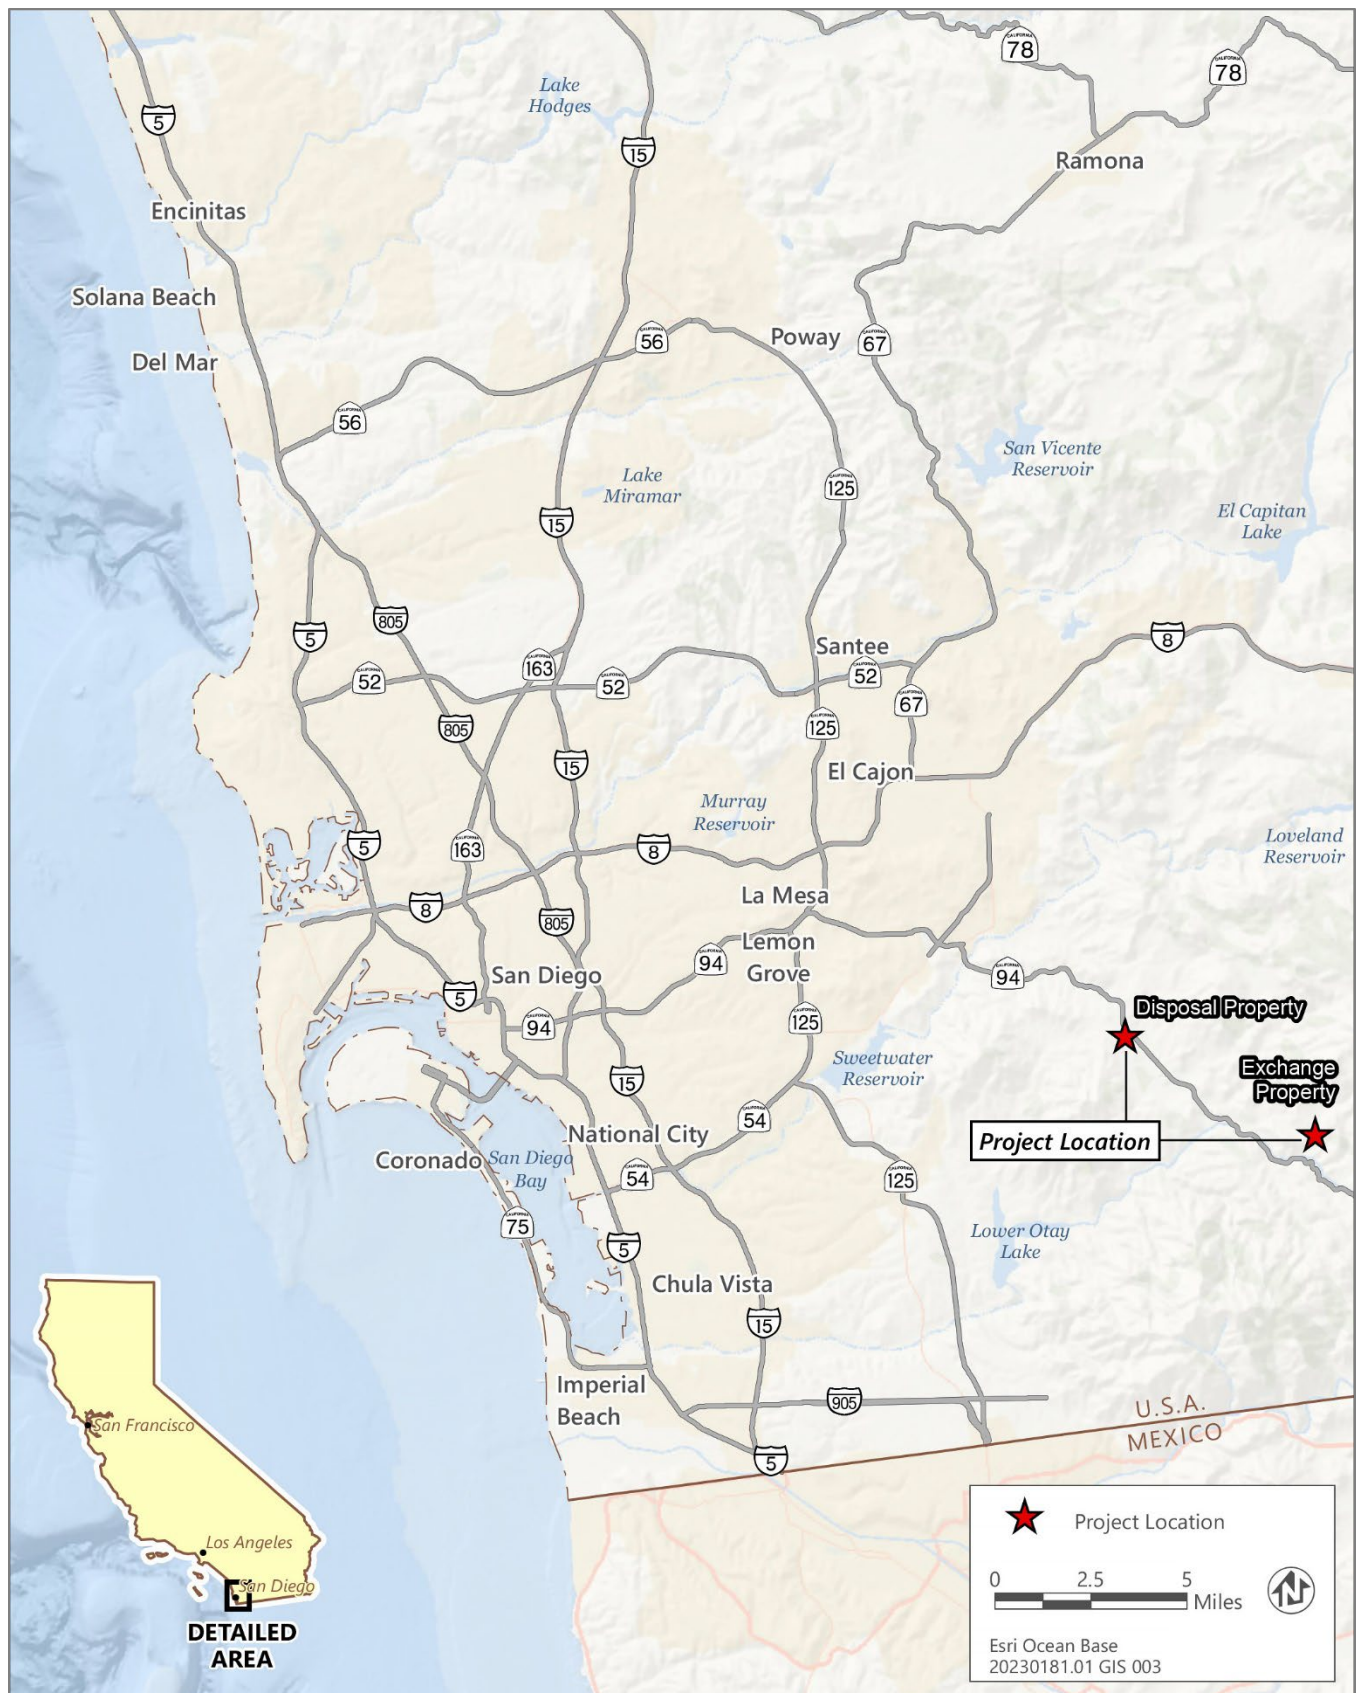 78
78
Lake
Hodges
5
15
Ramona
Encinitas
Solana Beach
56
Poway
67
Del Mar
56
San Vicente
Reservoir
Lake
Miramar
125
El Capitan
Lake
15
805
5
8
Santee
163
52
52
52
67
805
125
15
El Cajon
Murray
Reservoir
Loveland
Reservoir
5
163
8
La Mesa
8
805
Lemon
Grove
94
San Diego
94
5
Disposal Property
94
125
Sweetwater
Reservoir
Exchange
Property
15
54
National City
Project Location
Coronado
San Diego
Bay
54
125
75
Lower Otay
Lake
5
Chula Vista
15
Imperial
Beach
905
U.S.A.
MEXICO
5
San Francisco
Los Angeles
San Diego
DETAILED
AREA
Project Location
0 2.5 5
Miles
N
Esri Ocean Base
20230181.01 GIS 003